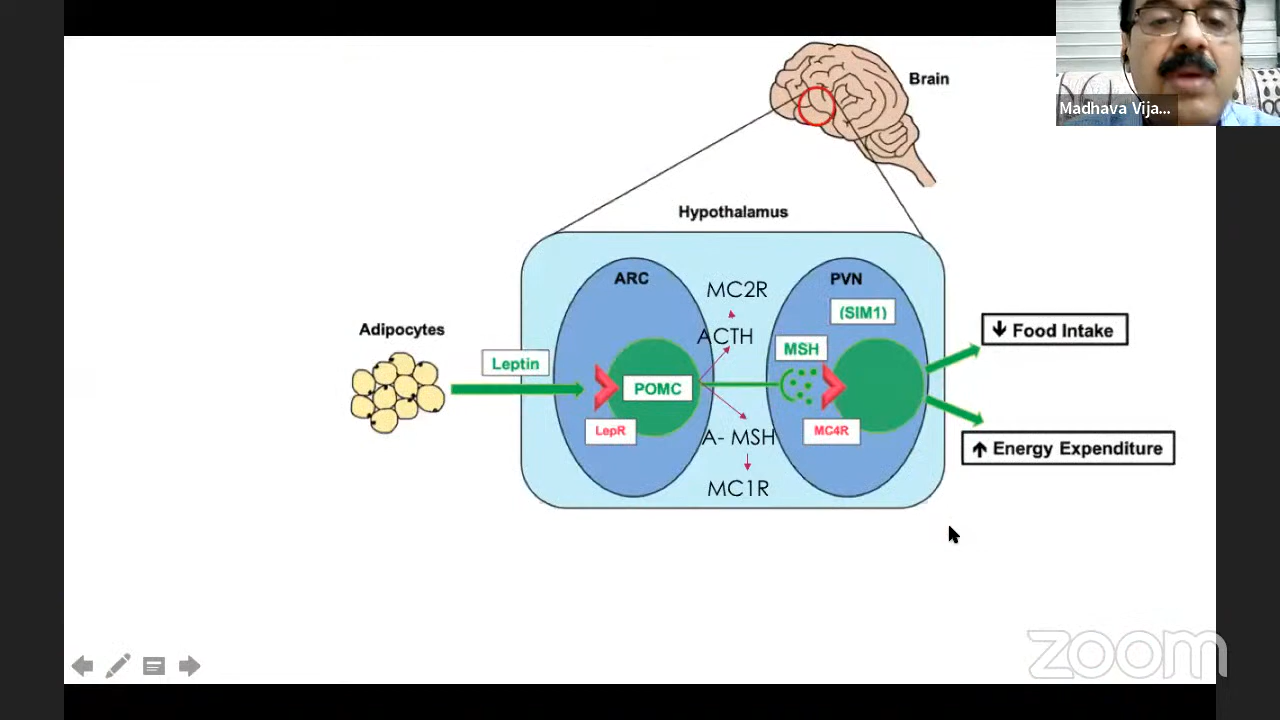 Brain
Madhava Vija...
Hypothalamus
ARC
MC2R
PVN
(SIM1)
Adipocytes
ACTH
Food Intake
MSH
Leptin
POMC
LepR
A- MSH
MC4R
Energy Expenditure
MC1R
zoom